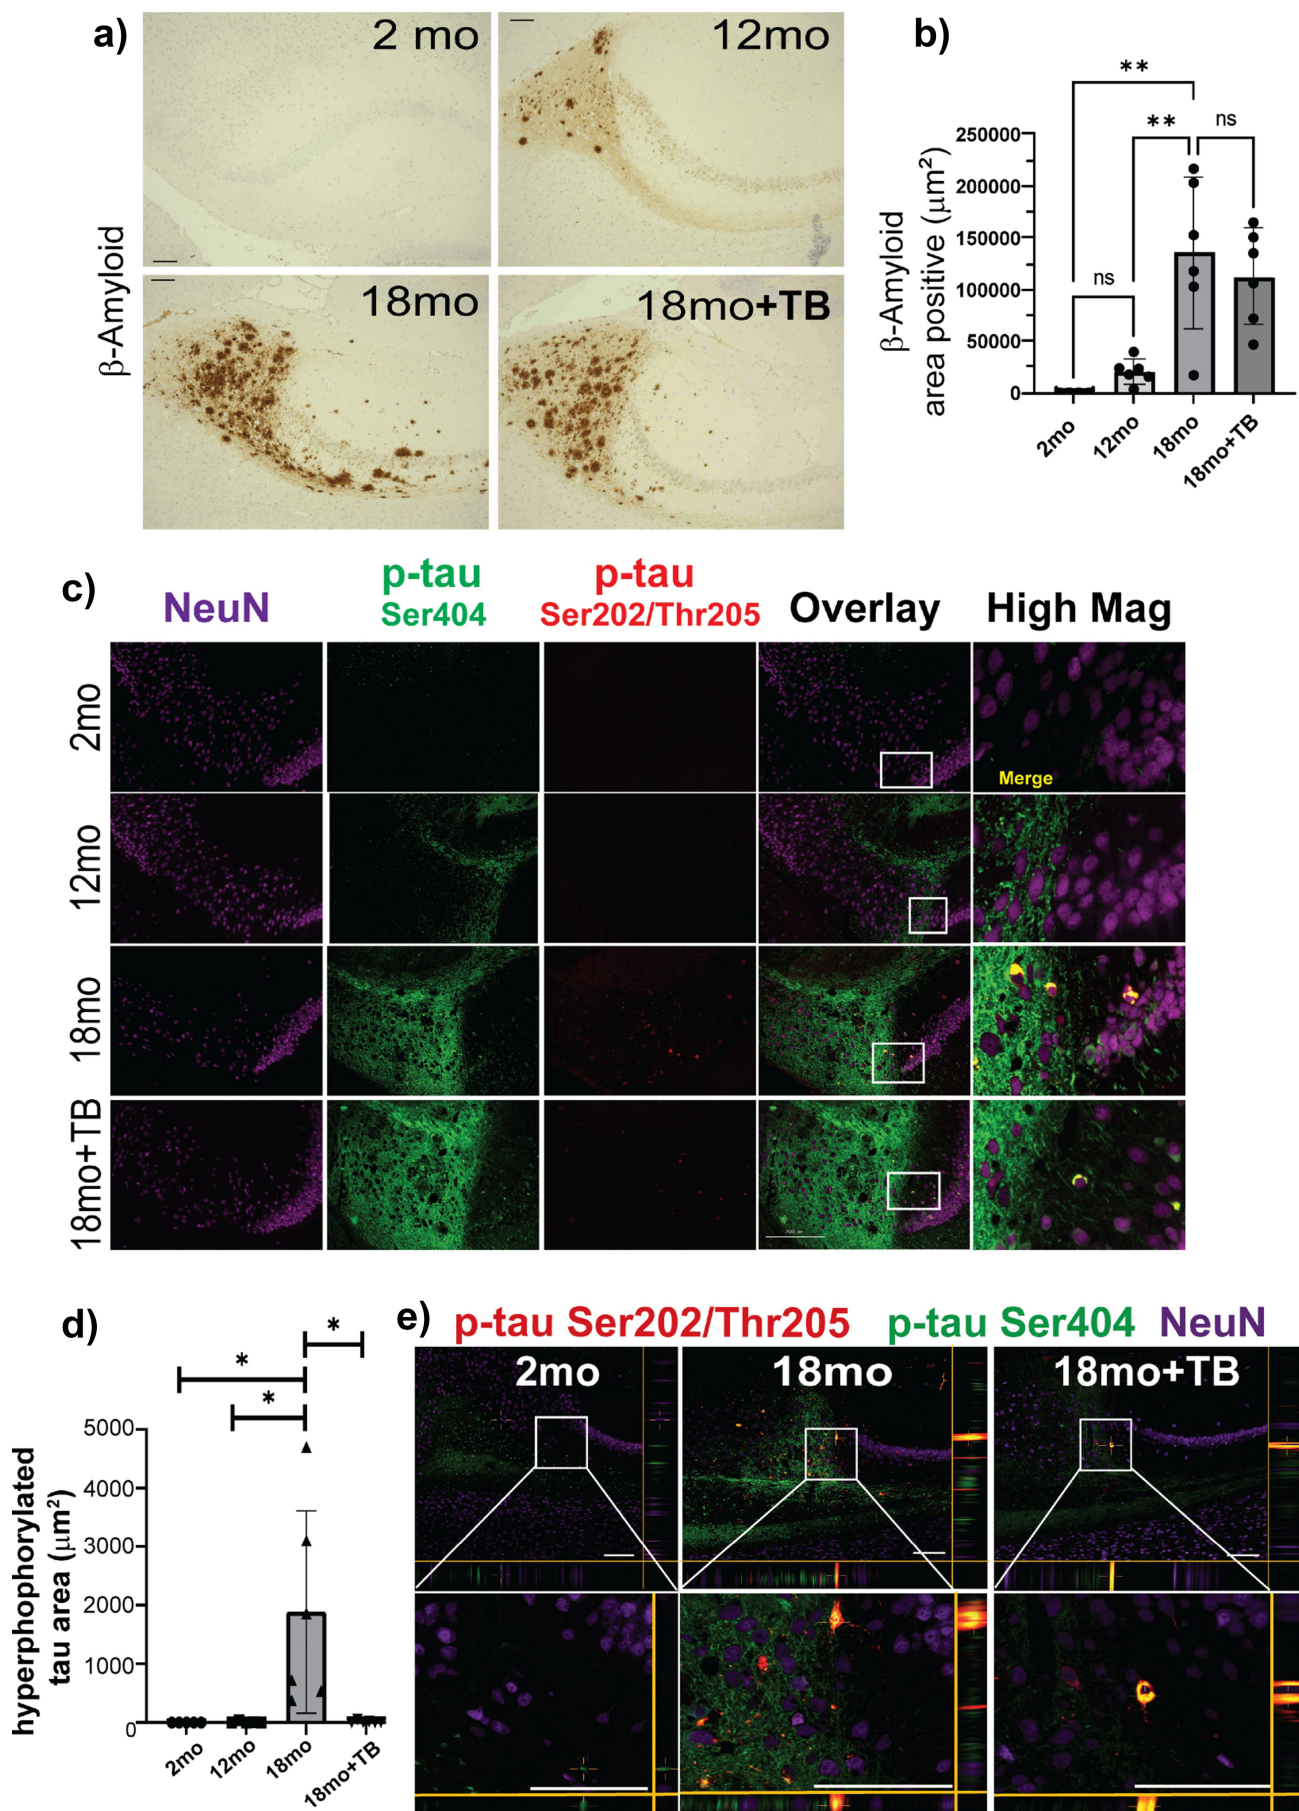 a)
2 mo
12mo
18mo
18mo+TB
β-Amyloid
b)
**
**
ns
ns
β-Amyloid
area positive (μm²)
250000
200000
150000
100000
50000
0
2mo
12mo
18mo
18mo+TB
c)
NeuN
p-tau
Ser404
p-tau
Ser202/Thr205
Overlay
High Mag
2mo
Merge
12mo
18mo
18mo+TB
d)
*
*
*
hyperphophorylated
tau area (μm²)
5000
4000
3000
2000
1000
0
2mo
12mo
18mo
18mo+TB
e)
p-tau Ser202/Thr205 p-tau Ser404 NeuN
2mo
18mo
18mo+TB